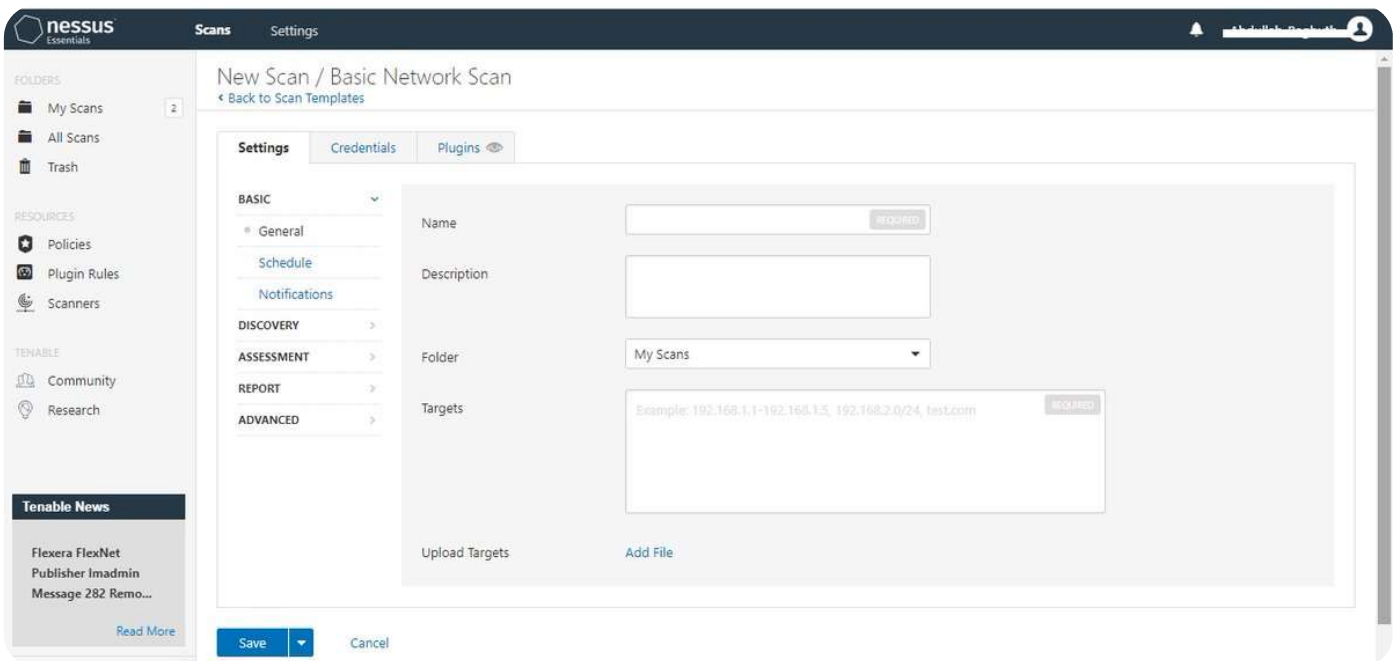 nessus
Essentials
Scans
Settings
FOLDERS
My Scans
2
All Scans
Trash
RESOURCES
Policies
Plugin Rules
Scanners
TENABLE
Community
Research
Tenable News
Flexera FlexNet
Publisher lmadmin
Message 282 Remo...
Read More
New Scan / Basic Network Scan
Back to Scan Templates
Settings
Credentials
Plugins
BASIC
General
Schedule
Notifications
DISCOVERY
ASSESSMENT
REPORT
ADVANCED
Name
REQUIRED
Description
Folder
My Scans
Targets
Example: 192.168.1.1-192.168.1.5, 192.168.2.0/24, test.com
REQUIRED
Upload Targets
Add File
Save
Cancel